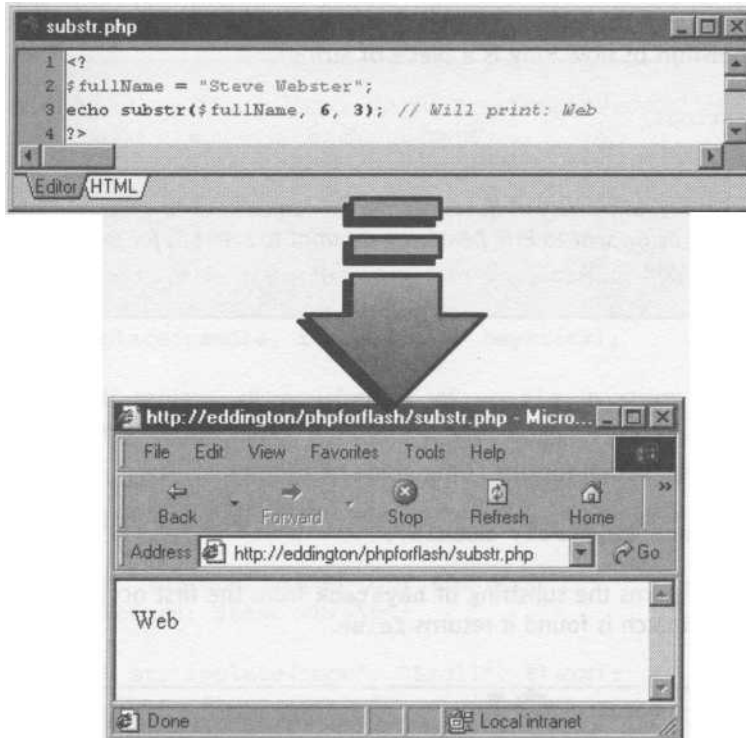 substr.php
1 <?
2 $fullName = "Steve Webster";
3 echo substr($fullName, 6, 3); // Will print: Web
4 ?>
Editor HTML
http://eddington/phpforflash/substr.php - Micro...
File Edit View Favorites Tools Help
Back Forward Stop Refresh Home »
Address http://eddington/phpforflash/substr.php Go
Web
Done Local intranet